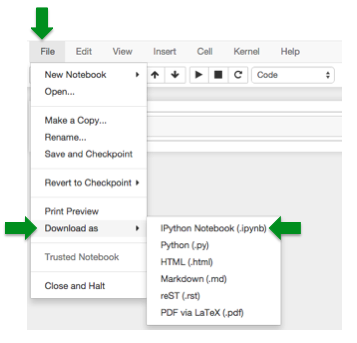 File Edit View Insert Cell Kernel Help
New Notebook
Code
Open...
Make a Copy...
Rename...
Save and Checkpoint
Revert to Checkpoint
Print Preview
Download as
IPython Notebook (.ipynb)
Python (.py)
HTML (.html)
Trusted Notebook
Markdown (.md)
Close and Halt
reST (.rst)
PDF via LaTeX (.pdf)